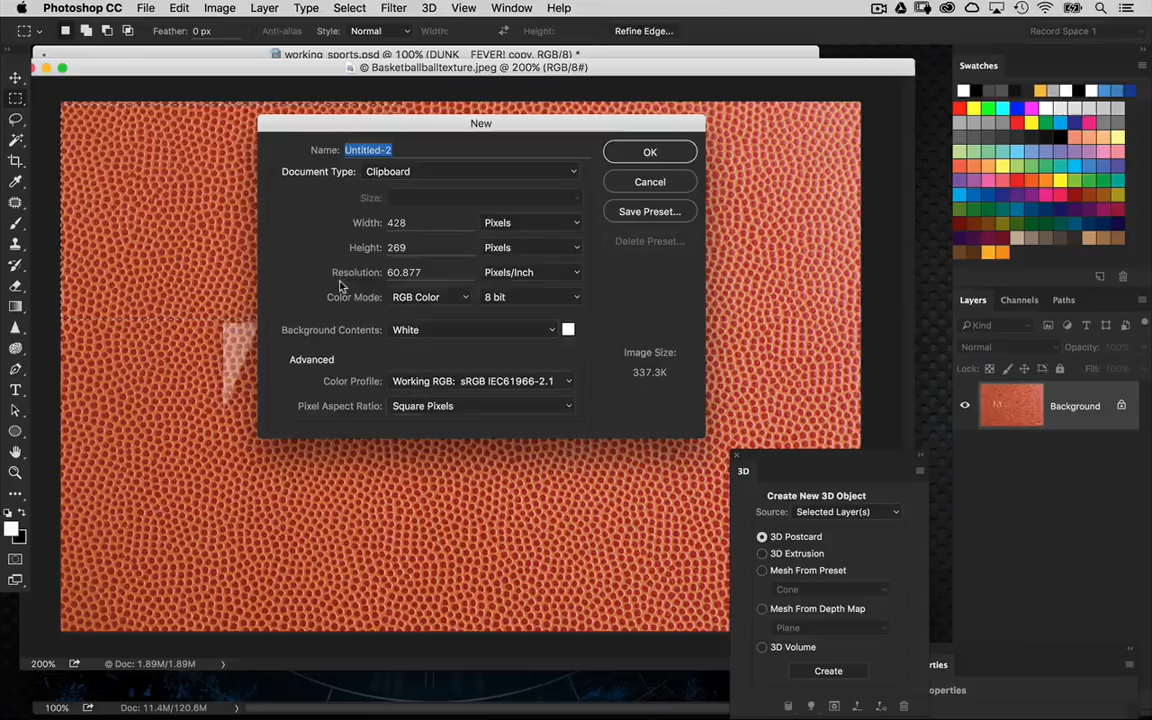 Photoshop CC File Edit Image Layer Type Select Filter 3D View Window Help
Feather: 0 px Anti-alias Style: Normal Width: Height: Refine Edge... Record Space 1
working_sports.psd @ 100% (DUNK FEVER! copy, RGB/8) *
© Basketballballtexture.jpeg @ 200% (RGB/8#)
Swatches
New
Name: Untitled-2 OK
Document Type: Clipboard Cancel
Size:
Save Preset...
Width: 428 Pixels
Height: 269 Pixels Delete Preset...
Resolution: 60.877 Pixels/Inch
Color Mode: RGB Color 8 bit
Background Contents: White
Image Size:
337.3K
Advanced
Color Profile: Working RGB: sRGB IEC61966-2.1
Pixel Aspect Ratio: Square Pixels
Layers Channels Paths
Kind
Normal Opacity: 100%
Lock: Fill: 100%
Background
3D
Create New 3D Object
Source: Selected Layer(s)
3D Postcard
3D Extrusion
Mesh From Preset
Cone
Mesh From Depth Map
Plane
3D Volume
Create
erties
roperties
200% © Doc: 1.89M/1.89M
100% Doc: 11.4M/120.6M